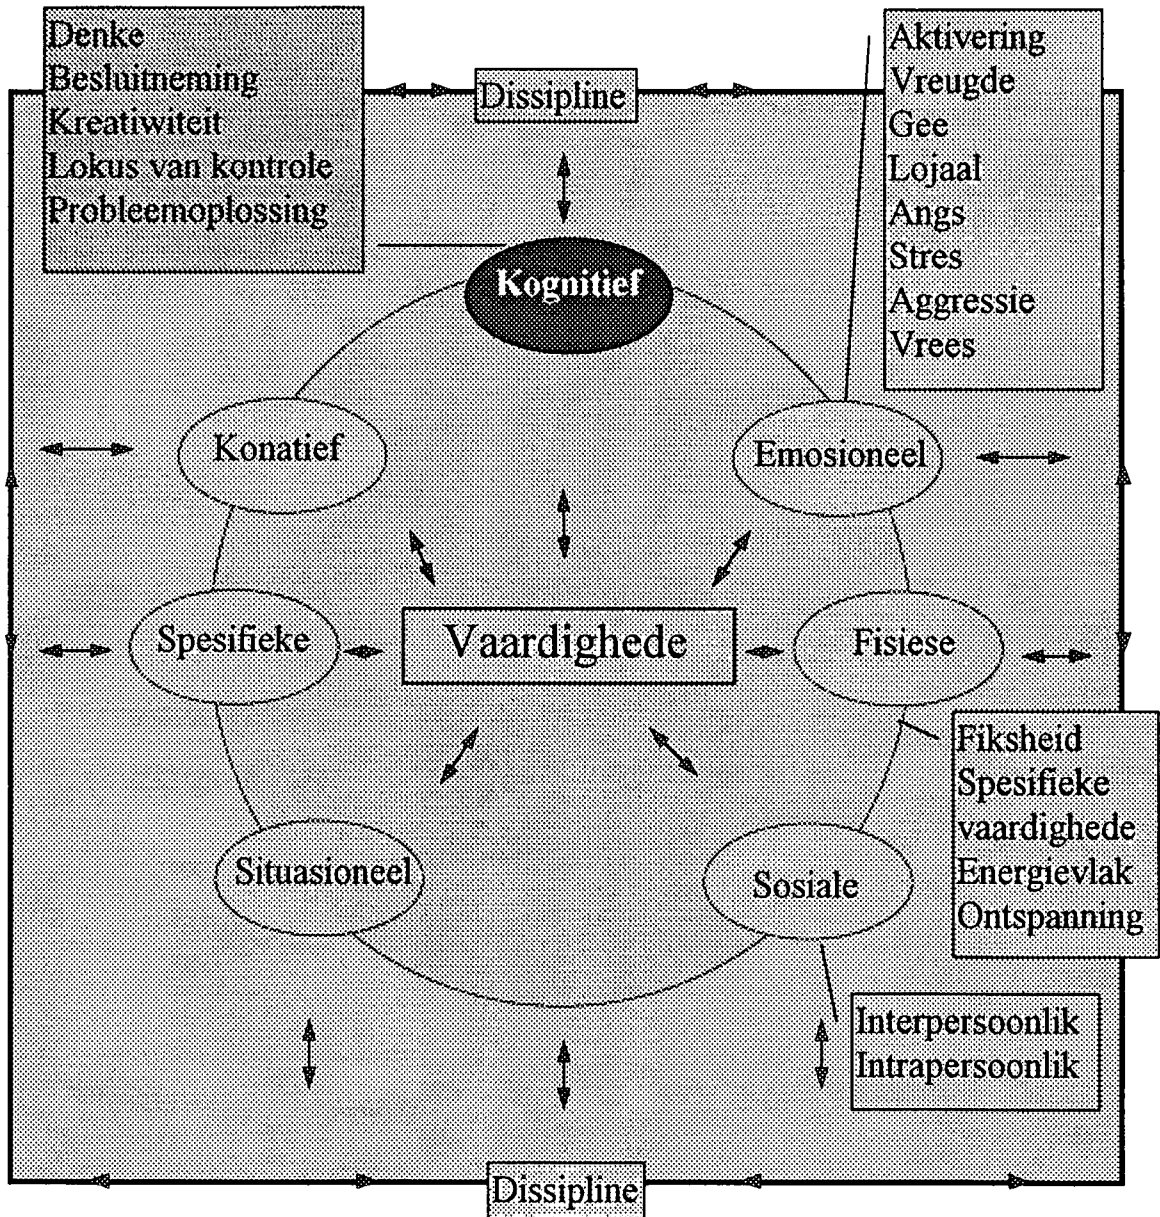 Denke
Besluitneming
Kreatiwiteit
Lokus van kontrole
Probleemoplossing
Dissipline
Aktivering
Vreugde
Gee
Lojaal
Angs
Stres
Aggressie
Vrees
Kognitief
Konatief
Emosioneel
Spesifieke
Vaardighede
Fisiese
Fiksheid
Spesifieke
vaardighede
Energievlak
Ontspanning
Situasioneel
Sosiale
Interpersoonlik
Intrapersoonlik
Dissipline